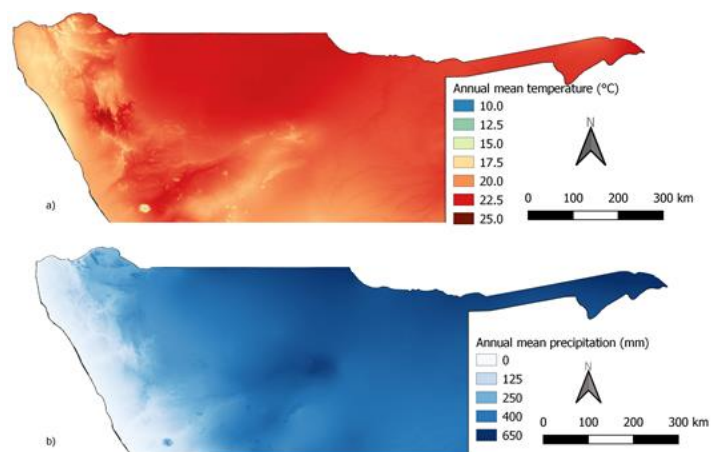 Annual mean temperature (°C)
10.0
12.5
15.0
17.5
20.0
22.5
25.0
N
0 100 200 300 km
a)
Annual mean precipitation (mm)
0
125
250
400
650
N
0 100 200 300 km
b)